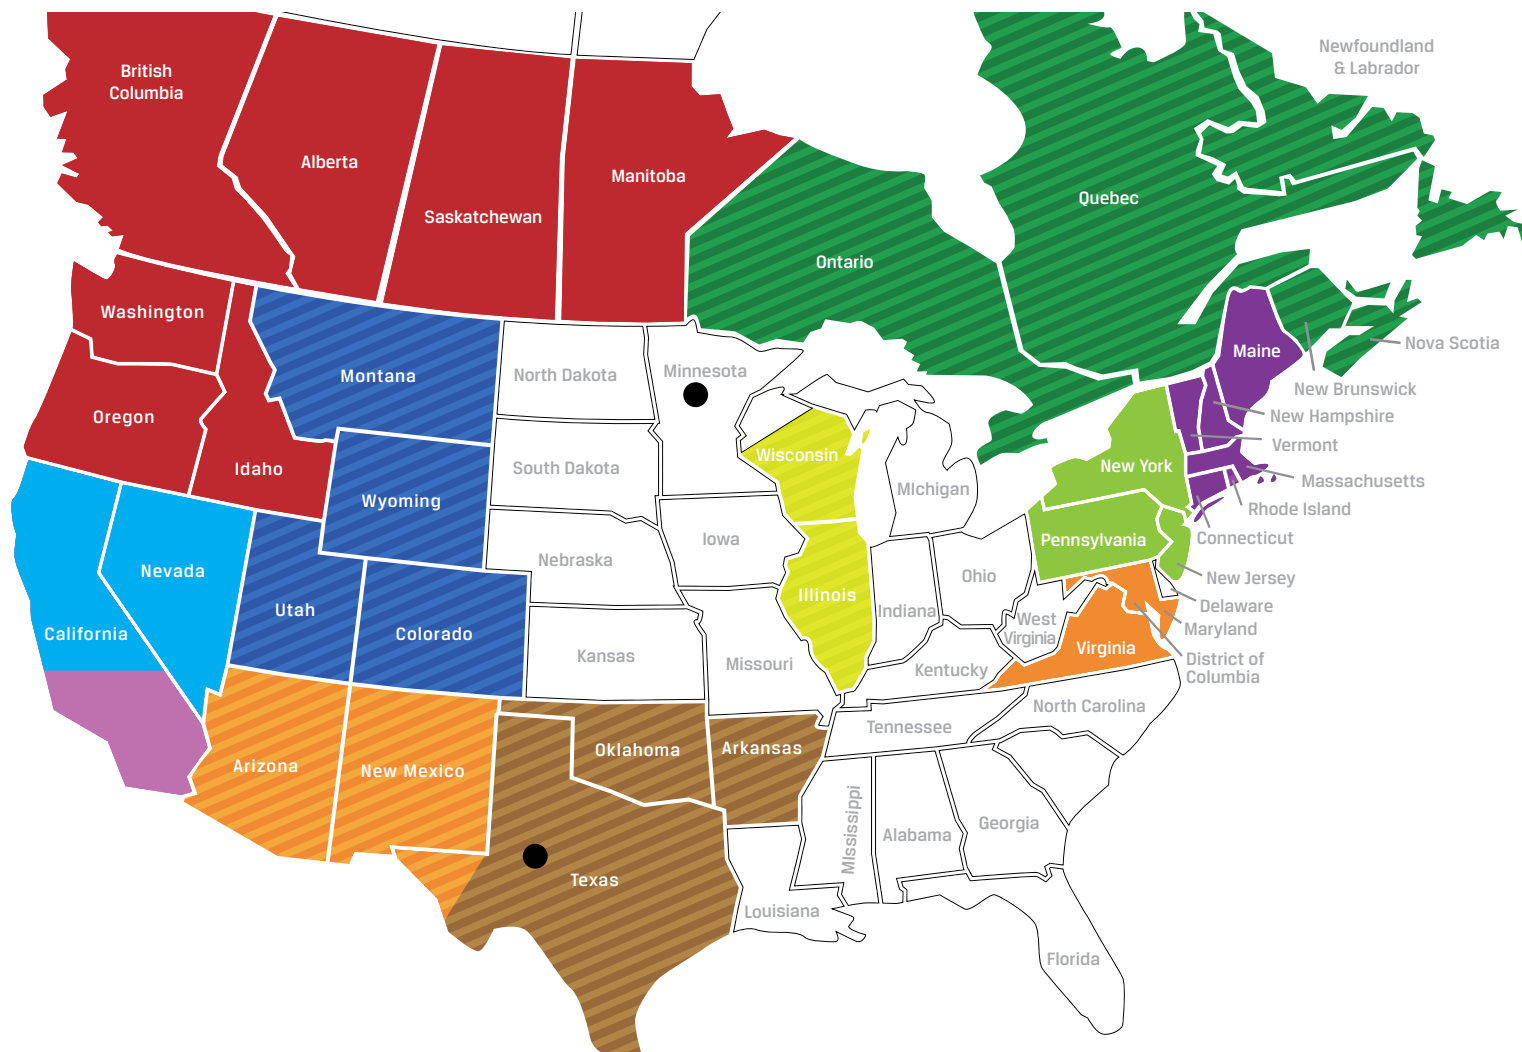 Newfoundland
& Labrador
British
Columbia
Alberta
Manitoba
Saskatchewan
Quebec
Ontario
Washington
Nova Scotia
Maine
Minnesota
North Dakota
Montana
New Brunswick
Oregon
New Hampshire
Vermont
Wisconsin
New York
Idaho
South Dakota
Massachusetts
MIchigan
Wyoming
Rhode Island
Connecticut
Iowa
Pennsylvania
Nebraska
Nevada
Ohio
New Jersey
Illinois
Delaware
Utah
Indiana
West
Virginia
Maryland
California
Colorado
Virginia
Kansas
Missouri
District of
Columbia
Kentucky
North Carolina
Tennessee
Oklahoma
Arkansas
Arizona
New Mexico
MIssissippi
Georgia
Alabama
Texas
Louisiana
Florida